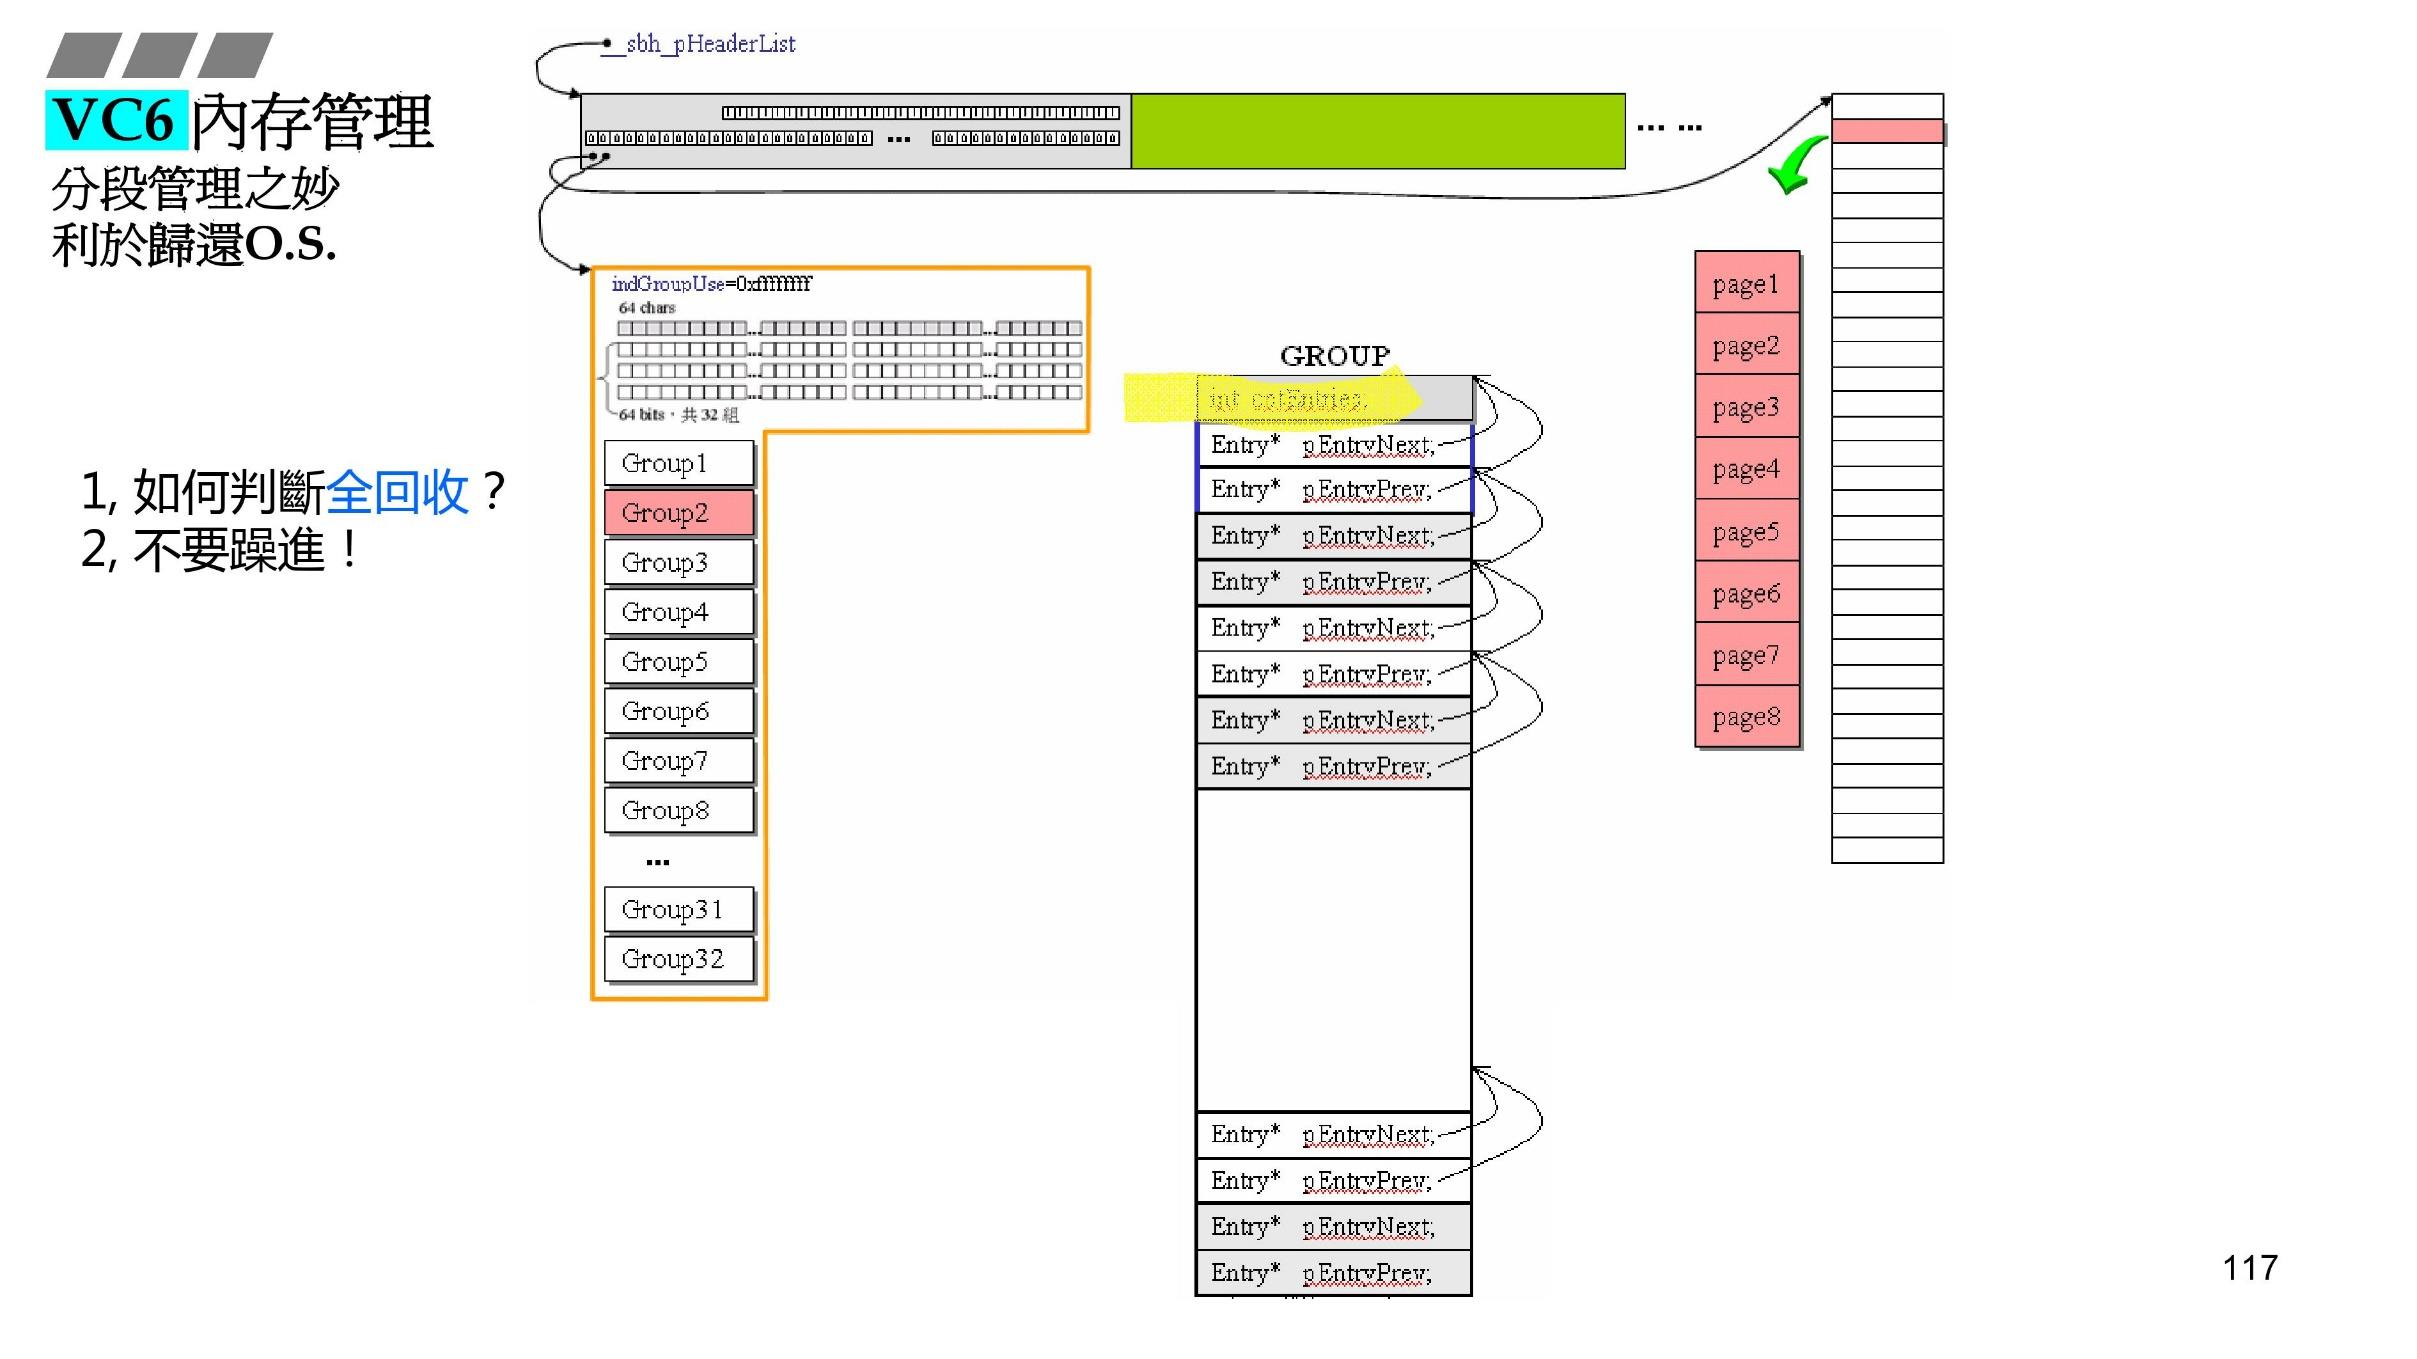 VC6 內存管理
分段管理之妙
利於歸還O.S.
1, 如何判斷全回收？
2, 不要躁進！
__sbh_pHeaderList
... ...
indGroupUse=0xffffffff
64 chars
64 bits，共 32 組
Group1
Group2
Group3
Group4
Group5
Group6
Group7
Group8
...
Group31
Group32
GROUP
int cntEntries;
Entry* pEntryNext;
Entry* pEntryPrev;
Entry* pEntryNext;
Entry* pEntryPrev;
Entry* pEntryNext;
Entry* pEntryPrev;
Entry* pEntryNext;
Entry* pEntryPrev;
Entry* pEntryNext;
Entry* pEntryPrev;
Entry* pEntryNext;
Entry* pEntryPrev;
page1
page2
page3
page4
page5
page6
page7
page8
117